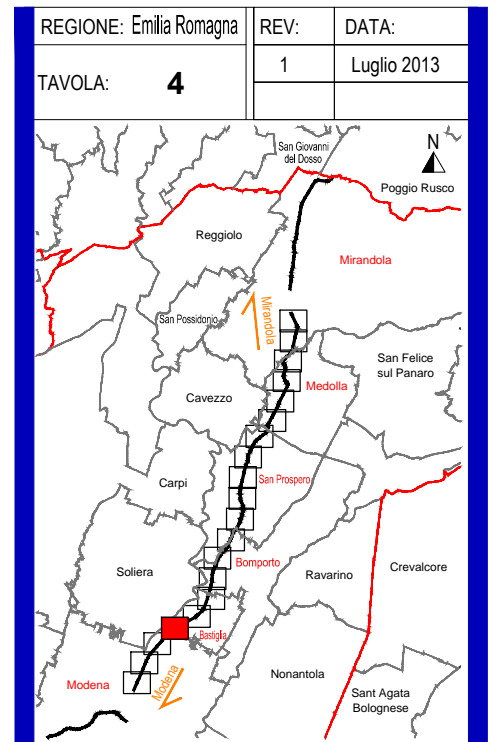 REGIONE: Emilia Romagna
REV:
DATA:
TAVOLA: 4
1
Luglio 2013
San Giovanni
del Dosso
N
Poggio Rusco
Reggiolo
Mirandola
San Possidonio
Mirandola
San Felice
sul Panaro
Medolla
Cavezzo
Carpi
San Prospero
Soliera
Bomporto
Ravarino
Crevalcore
Bastiglia
Modena
Modena
Nonantola
Sant Agata
Bolognese